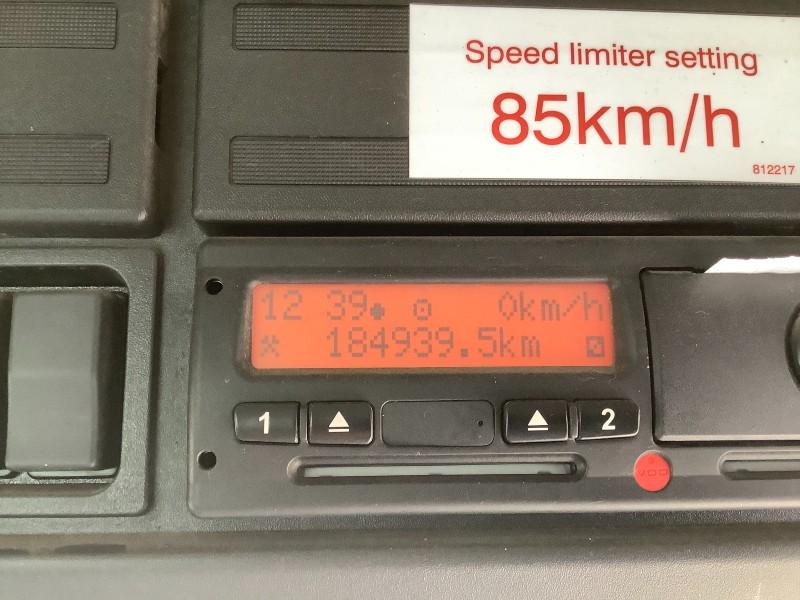 Speed limiter setting
85km/h
812217
12 39 0km/h
184939.5km
1 2
VDO